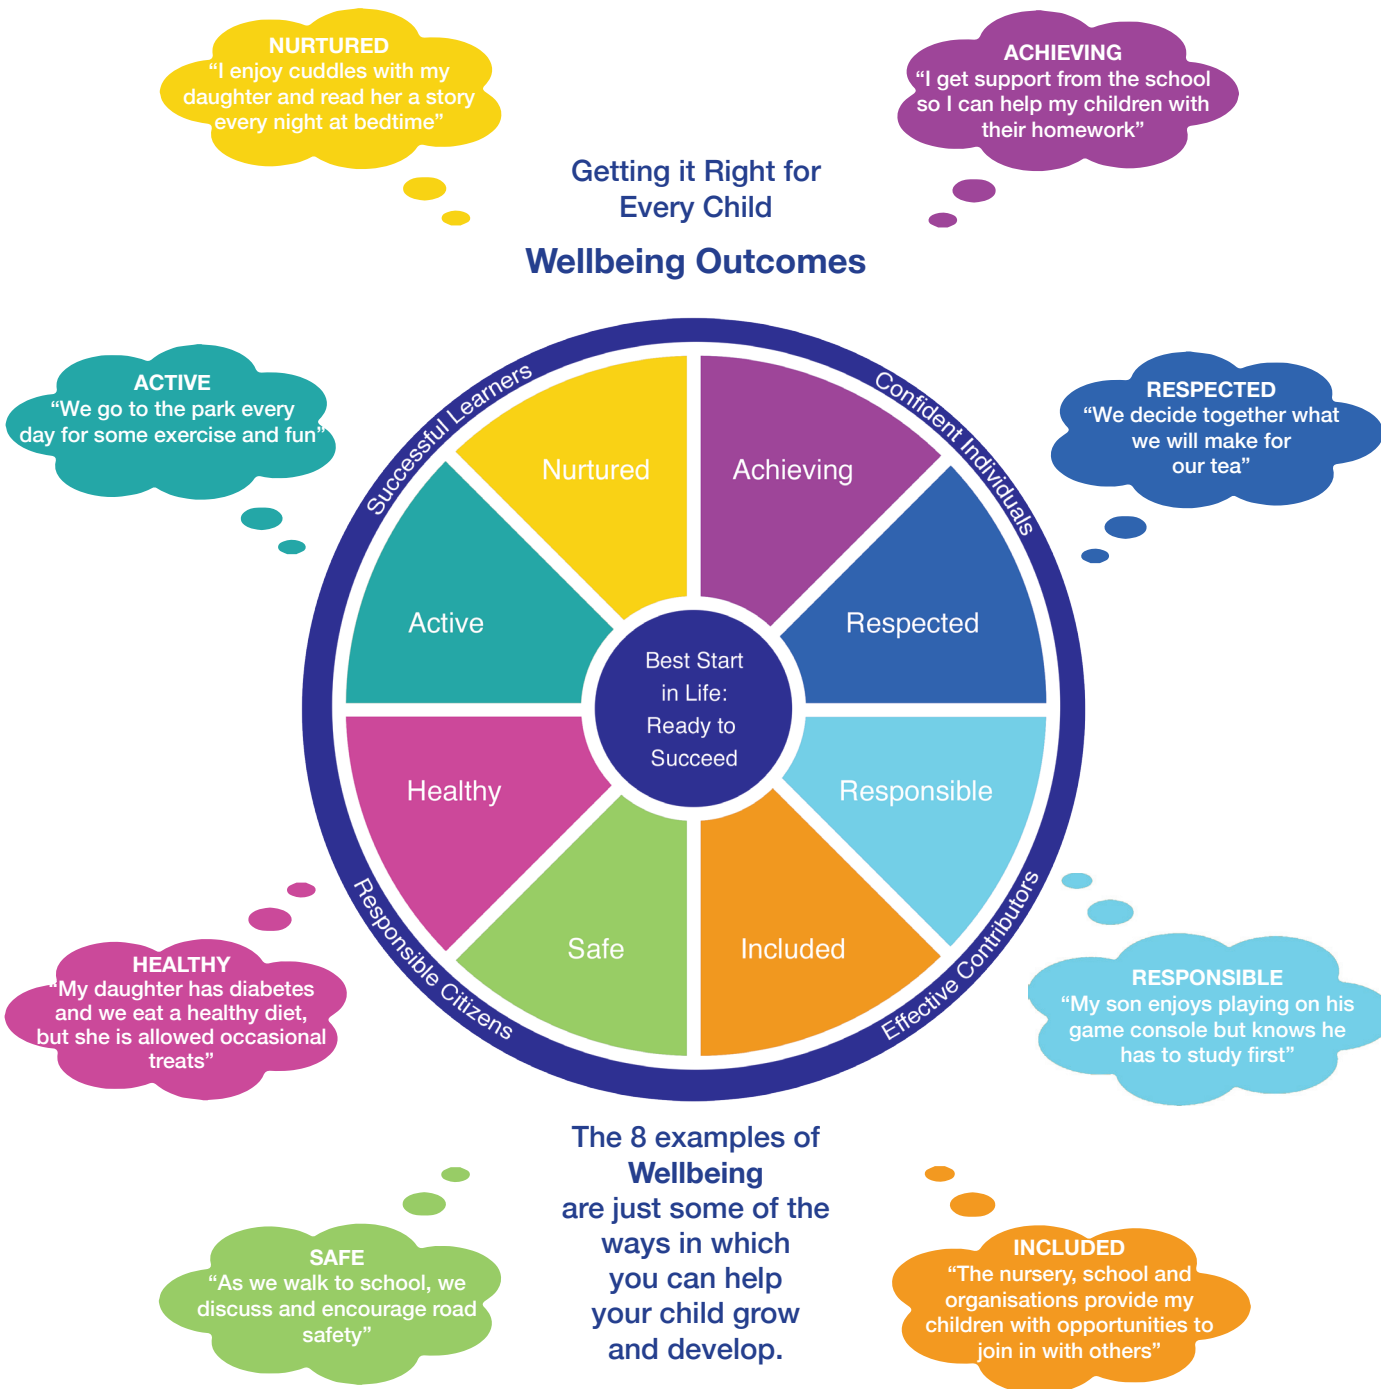 NURTURED
“I enjoy cuddles with my
daughter and read her a story
every night at bedtime”
ACHIEVING
“I get support from the school
so I can help my children with
their homework”
Getting it Right for
Every Child
Wellbeing Outcomes
ACTIVE
“We go to the park every
day for some exercise and fun”
RESPECTED
“We decide together what
we will make for
our tea”
Successful Learners
Confident Individuals
Nurtured
Achieving
Active
Respected
Best Start
in Life:
Ready to
Succeed
Healthy
Responsible
Safe
Included
Responsible Citizens
Effective Contributors
HEALTHY
“My daughter has diabetes
and we eat a healthy diet,
but she is allowed occasional
treats”
RESPONSIBLE
“My son enjoys playing on his
game console but knows he
has to study first”
The 8 examples of
Wellbeing
are just some of the
ways in which
you can help
your child grow
and develop.
SAFE
“As we walk to school, we
discuss and encourage road
safety”
INCLUDED
“The nursery, school and
organisations provide my
children with opportunities to
join in with others”